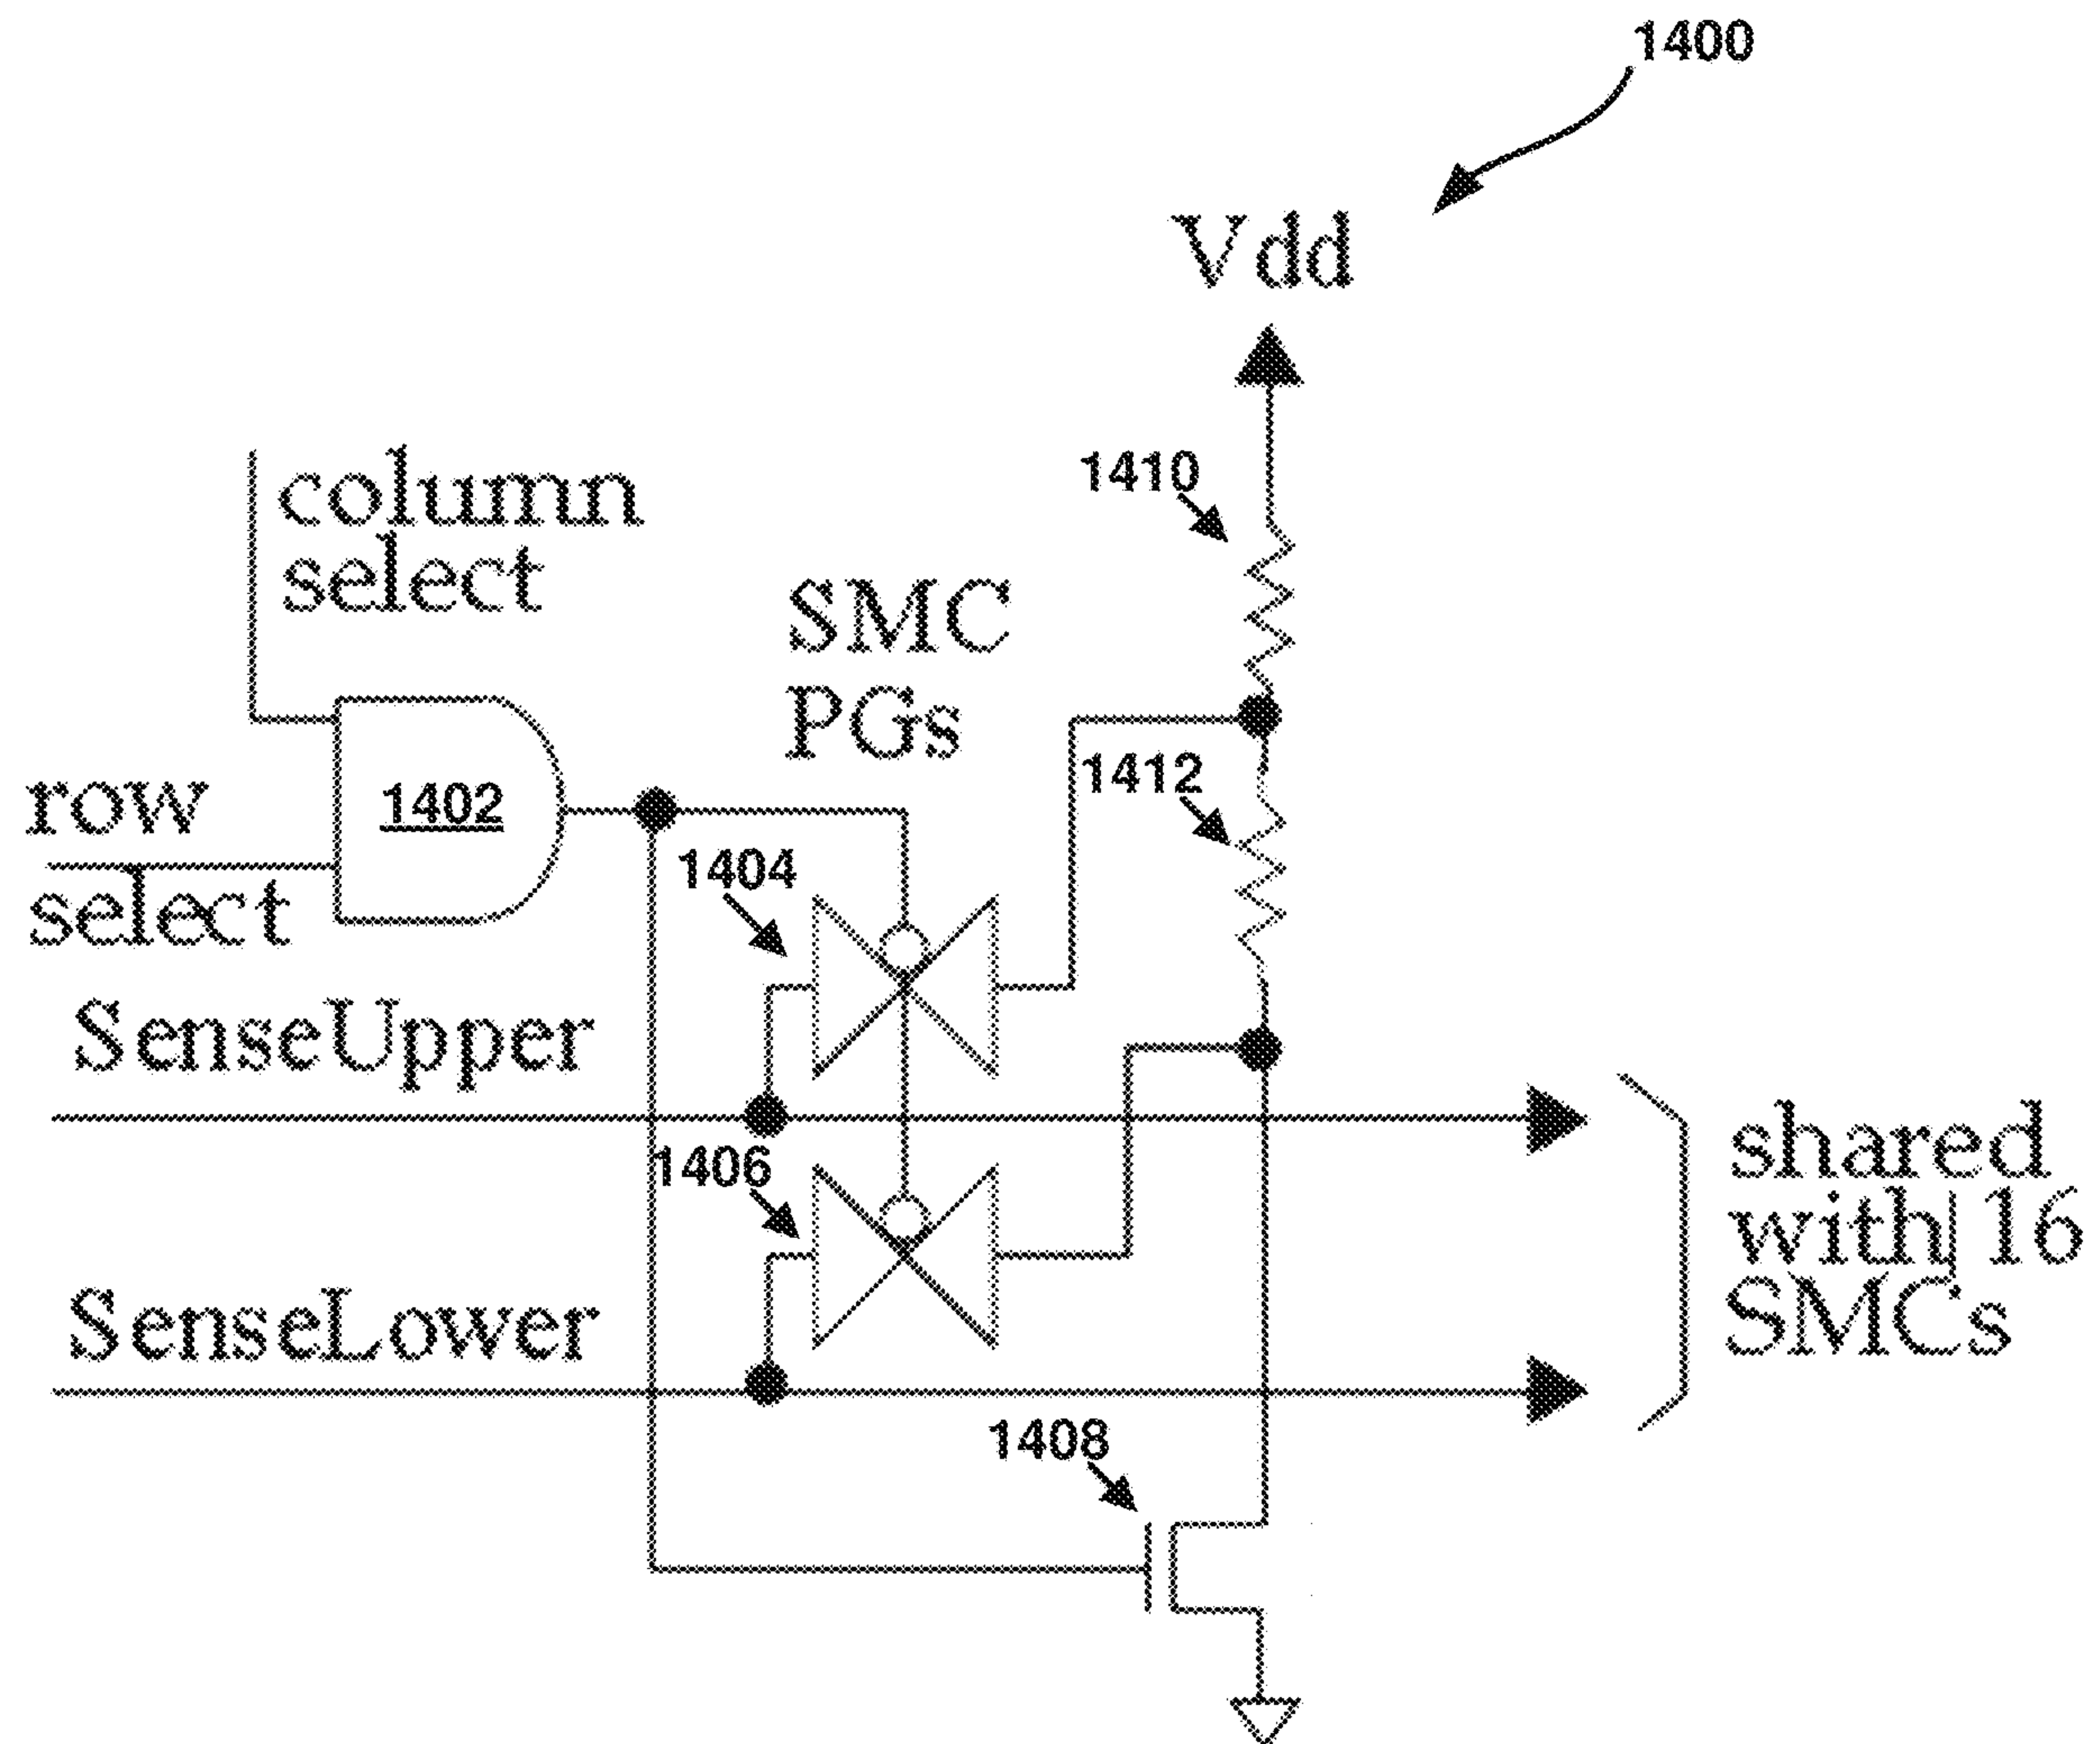 1400
Vdd
1410
column
select
SMC
PGs
1412
row
select
1402
1404
SenseUpper
1406
shared
with 16
SMCs
SenseLower
1408